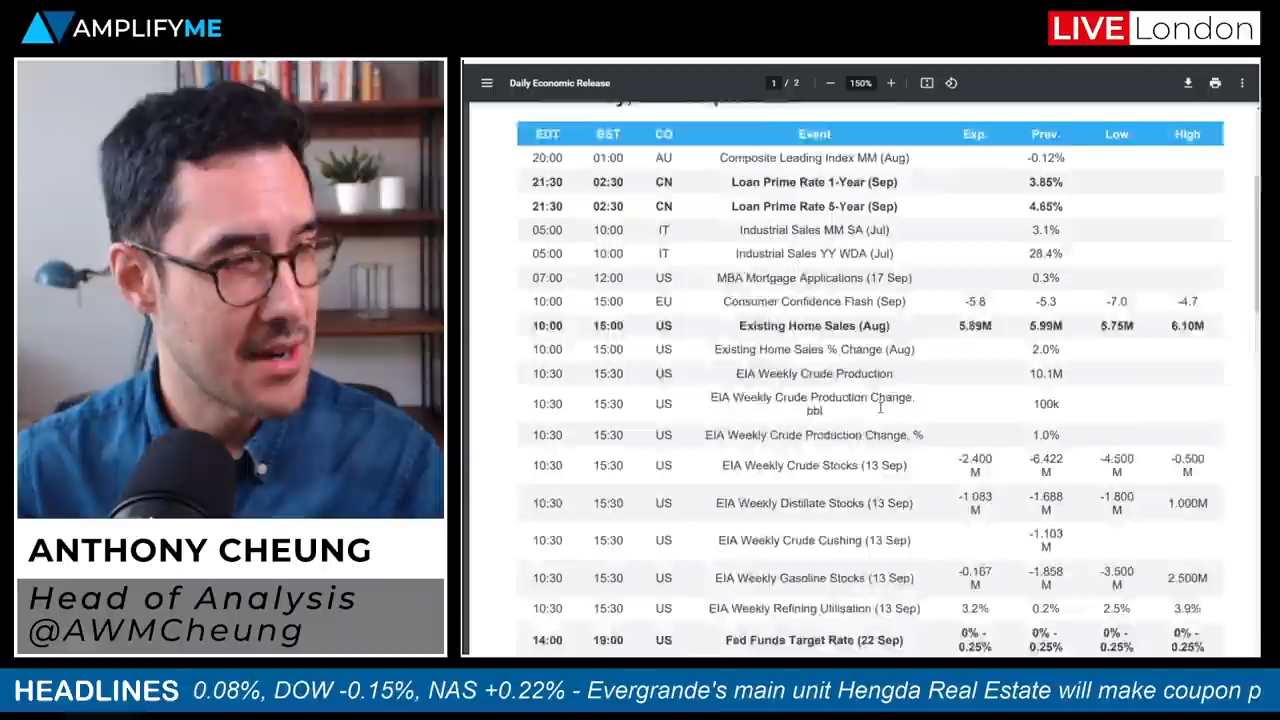 AMPLIFYME
LIVE London
Daily Economic Release
1 / 2
150%
EDT BST CO Event Exp. Prev. Low High
20:00 01:00 AU Composite Leading Index MM (Aug) -0.12%
21:30 02:30 CN Loan Prime Rate 1-Year (Sep) 3.85%
21:30 02:30 CN Loan Prime Rate 5-Year (Sep) 4.65%
05:00 10:00 IT Industrial Sales MM SA (Jul) 3.1%
05:00 10:00 IT Industrial Sales YY WDA (Jul) 28.4%
07:00 12:00 US MBA Mortgage Applications (17 Sep) 0.3%
10:00 15:00 EU Consumer Confidence Flash (Sep) -5.8 -5.3 -7.0 -4.7
10:00 15:00 US Existing Home Sales (Aug) 5.89M 5.99M 5.75M 6.10M
10:00 15:00 US Existing Home Sales % Change (Aug) 2.0%
10:30 15:30 US EIA Weekly Crude Production 10.1M
10:30 15:30 US EIA Weekly Crude Production Change, 100k
bbl
10:30 15:30 US EIA Weekly Crude Production Change, % 1.0%
10:30 15:30 US EIA Weekly Crude Stocks (13 Sep) -2.400 -6.422 -4.500 -0.500
M M M M
10:30 15:30 US EIA Weekly Distillate Stocks (13 Sep) -1.083 -1.688 -1.800 1.000M
M M M
10:30 15:30 US EIA Weekly Crude Cushing (13 Sep) -1.103
M
10:30 15:30 US EIA Weekly Gasoline Stocks (13 Sep) -0.167 -1.858 -3.500 2.500M
M M M
10:30 15:30 US EIA Weekly Refining Utilisation (13 Sep) 3.2% 0.2% 2.5% 3.9%
14:00 19:00 US Fed Funds Target Rate (22 Sep) 0% - 0% - 0% - 0% -
0.25% 0.25% 0.25% 0.25%
ANTHONY CHEUNG
Head of Analysis
@AWMCheung
HEADLINES 0.08%, DOW -0.15%, NAS +0.22% - Evergrande's main unit Hengda Real Estate will make coupon p